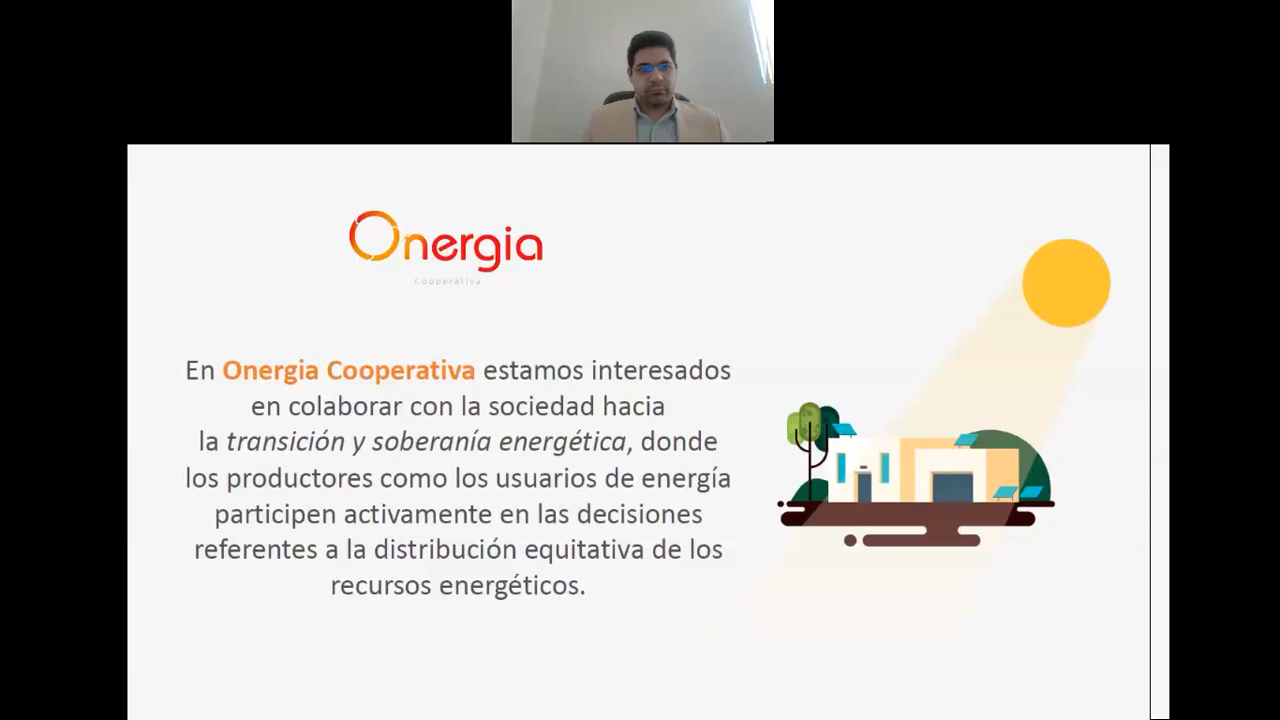 Onergia
Cooperativa
En Onergia Cooperativa estamos interesados
en colaborar con la sociedad hacia
la transición y soberanía energética, donde
los productores como los usuarios de energía
participen activamente en las decisiones
referentes a la distribución equitativa de los
recursos energéticos.